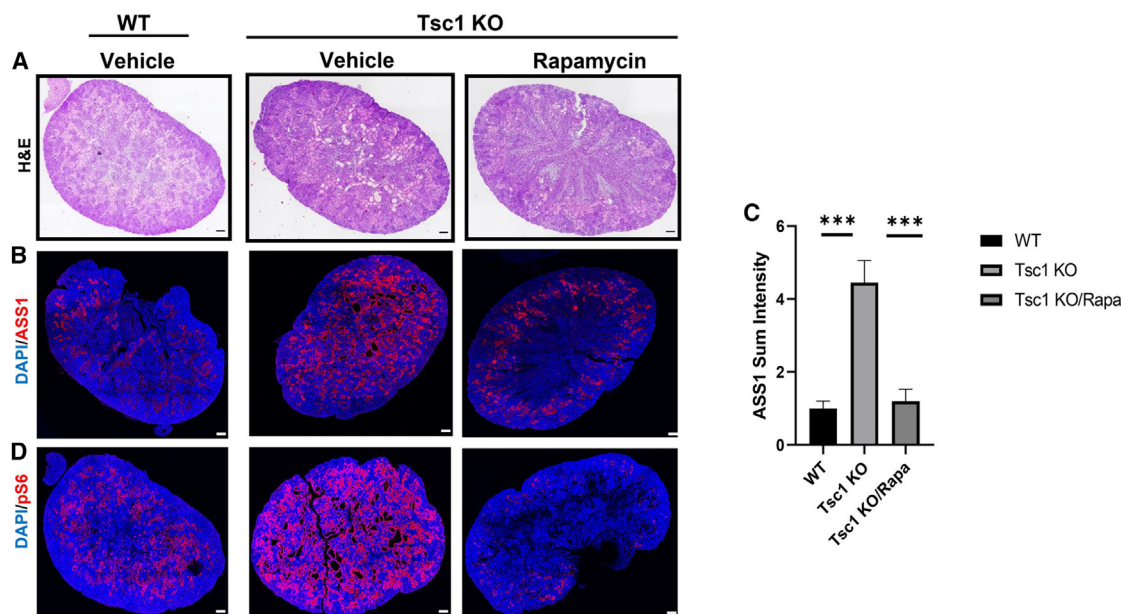 WT
Tsc1 KO
A
Vehicle
Vehicle
Rapamycin
H&E
B
DAPI/ASS1
D
DAPI/pS6
C
ASS1 Sum Intensity
6
4
2
0
***
***
WT
Tsc1 KO
Tsc1 KO/Rapa
WT
Tsc1 KO
Tsc1 KO/Rapa